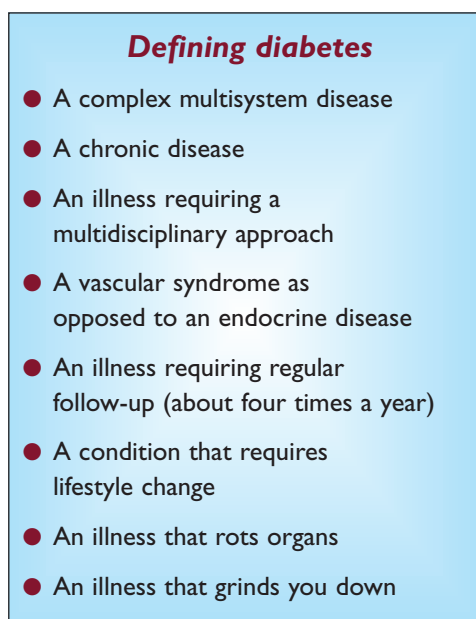 Defining diabetes
● A complex multisystem disease
● A chronic disease
● An illness requiring a
multidisciplinary approach
● A vascular syndrome as
opposed to an endocrine disease
● An illness requiring regular
follow-up (about four times a year)
● A condition that requires
lifestyle change
● An illness that rots organs
● An illness that grinds you down